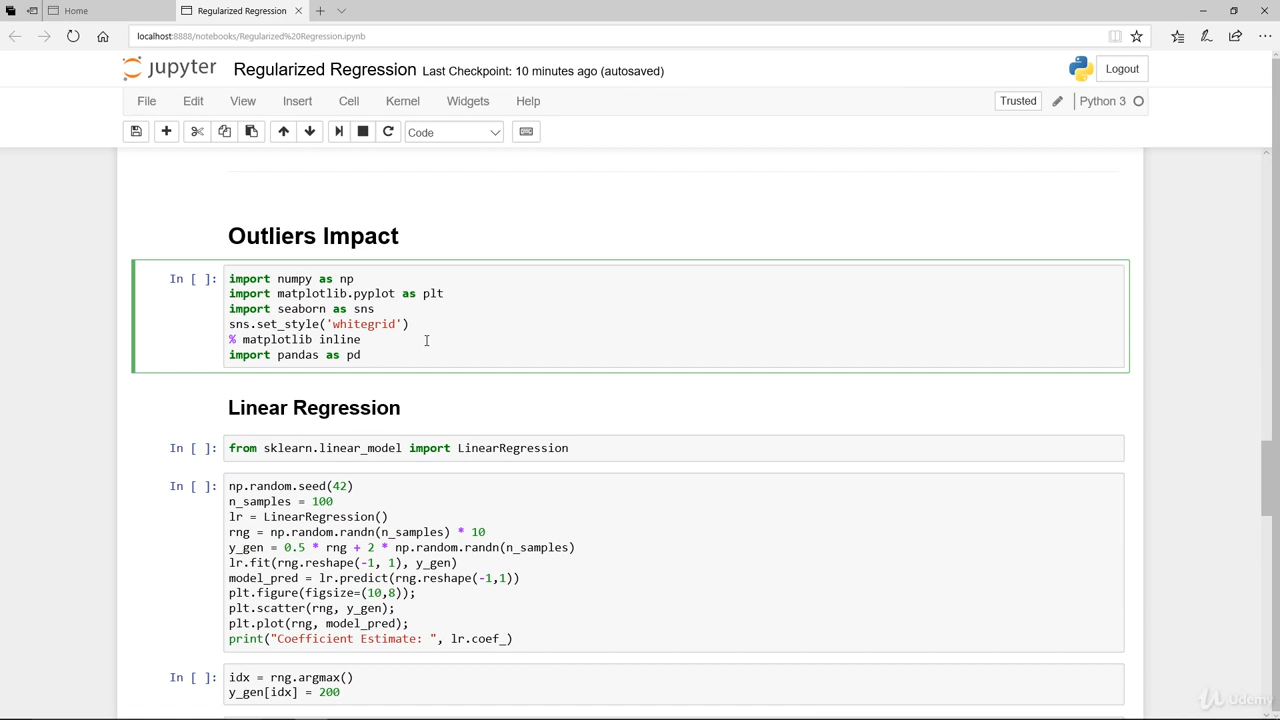 Home
Regularized Regression
localhost:8888/notebooks/Regularized%20Regression.ipynb
jupyter Regularized Regression Last Checkpoint: 10 minutes ago (autosaved)
Logout
File Edit View Insert Cell Kernel Widgets Help
Trusted Python 3
Code
Outliers Impact
In [ ]: import numpy as np
import matplotlib.pyplot as plt
import seaborn as sns
sns.set_style('whitegrid')
% matplotlib inline
import pandas as pd
Linear Regression
In [ ]: from sklearn.linear_model import LinearRegression
In [ ]: np.random.seed(42)
n_samples = 100
lr = LinearRegression()
rng = np.random.randn(n_samples) * 10
y_gen = 0.5 * rng + 2 * np.random.randn(n_samples)
lr.fit(rng.reshape(-1, 1), y_gen)
model_pred = lr.predict(rng.reshape(-1,1))
plt.figure(figsize=(10,8));
plt.scatter(rng, y_gen);
plt.plot(rng, model_pred);
print("Coefficient Estimate: ", lr.coef_)
In [ ]: idx = rng.argmax()
y_gen[idx] = 200
Udemy